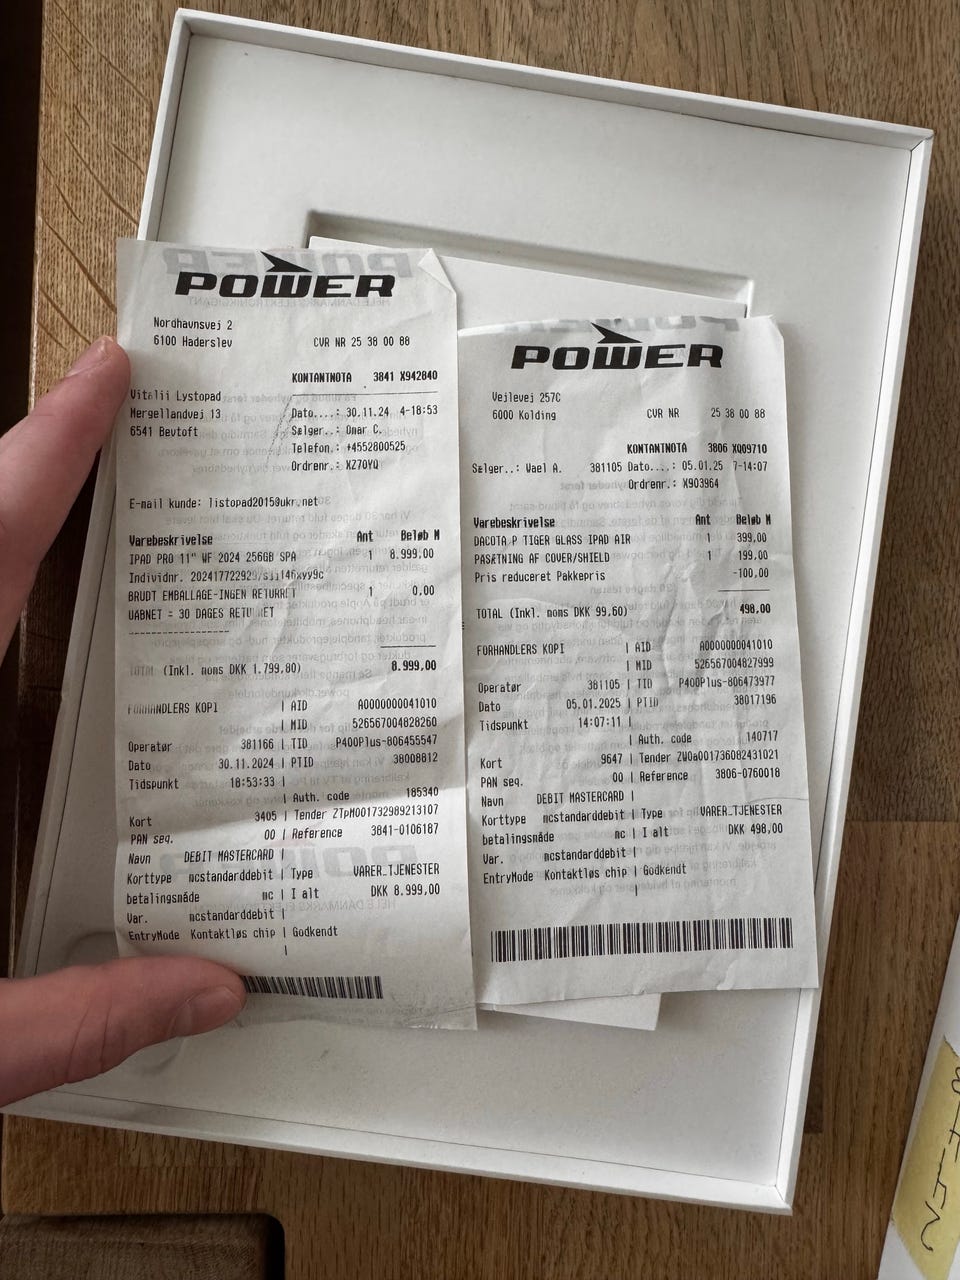 POWER
Nordhavnsvej 2
6100 Haderslev CVR NR 25 38 00 88
KONTANTNOTA 3841 X942840
Vitalii Lystopad
Mergellandvej 13 Dato....: 30.11.24 4-18:53
6541 Bevtoft Sælger..: Omar C.
Telefon.: +4552800525
Ordrenr.: XZ70YQ
E-mail kunde: listopad2015@ukr.net
Varebeskrivelse Ant Beløb M
IPAD PRO 11" WF 2024 256GB SPA 1 8.999,00
Individnr.
BRUDT EMBALLAGE-INGEN RETURRET 1 0,00
UÅBNET = 30 DAGES RETURRET
--------------------
TOTAL (Inkl. moms DKK 1.799,80) 8.999,00
FORHANDLERS KOPI | AID A0000000041010
| MID 526567004828260
Operatør 381166 | TID P400Plus-806455547
Dato 30.11.2024 | PTID 38008812
Tidspunkt 18:53:33 |
| Auth. code 185340
Kort 3405 | Tender ZTpM001732989213107
PAN seq. 00 | Reference 3841-0106187
Navn DEBIT MASTERCARD |
Korttype mcstandarddebit | Type VARER_TJENESTER
betalingsmåde mc | I alt DKK 8.999,00
Var. mcstandarddebit |
EntryMode Kontaktløs chip | Godkendt
|
POWER
Vejlevej 257C
6000 Kolding CVR NR 25 38 00 88
KONTANTNOTA 3806 XQ09710
Sælger..: Wael A. 381105 Dato....: 05.01.25 7-14:07
Ordrenr.: X903964
Varebeskrivelse Ant Beløb M
DACOTA P TIGER GLASS IPAD AIR 1 399,00
PASÆTNING AF COVER/SHIELD 1 199,00
Pris reduceret Pakkepris -100,00
TOTAL (Inkl. moms DKK 99,60) 498,00
FORHANDLERS KOPI | AID A0000000041010
| MID 526567004827999
Operatør 381105 | TID P400Plus-806473977
Dato 05.01.2025 | PTID 38017196
Tidspunkt 14:07:11 |
| Auth. code 140717
Kort 9647 | Tender ZW0a001736082431021
PAN seq. 00 | Reference 3806-0760018
Navn DEBIT MASTERCARD |
Korttype mcstandarddebit | Type VARER_TJENESTER
betalingsmåde mc | I alt DKK 498,00
Var. mcstandarddebit |
EntryMode Kontaktløs chip | Godkendt
|